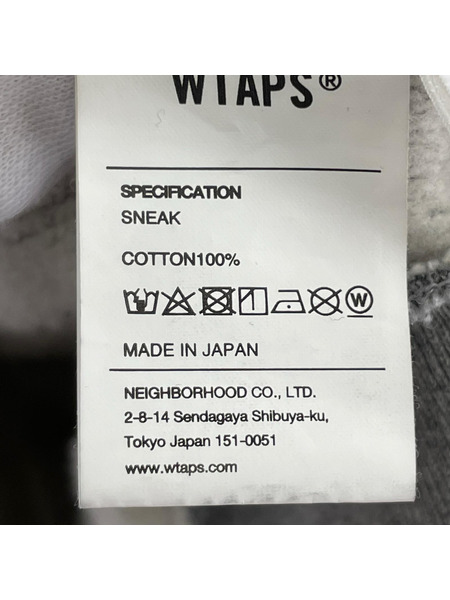 WTAPS®
SPECIFICATION
SNEAK
COTTON100%
W
MADE IN JAPAN
NEIGHBORHOOD CO., LTD.
2-8-14 Sendagaya Shibuya-ku,
Tokyo Japan 151-0051
www.wtaps.com